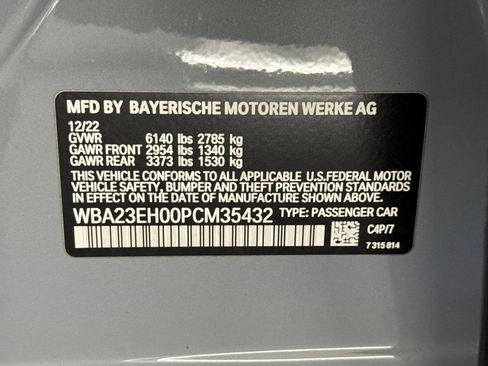 MFD BY BAYERISCHE MOTOREN WERKE AG
12/22
GVWR 6140 lbs 2785 kg
GAWR FRONT 2954 lbs 1340 kg
GAWR REAR 3373 lbs 1530 kg
THIS VEHICLE CONFORMS TO ALL APPLICABLE U.S.FEDERAL MOTOR
VEHICLE SAFETY, BUMPER AND THEFT PREVENTION STANDARDS
IN EFFECT ON THE DATE OF MANUFACTURE SHOWN ABOVE.
WBA23EH00PCM35432 TYPE: PASSENGER CAR
C4P/7
7 315 814